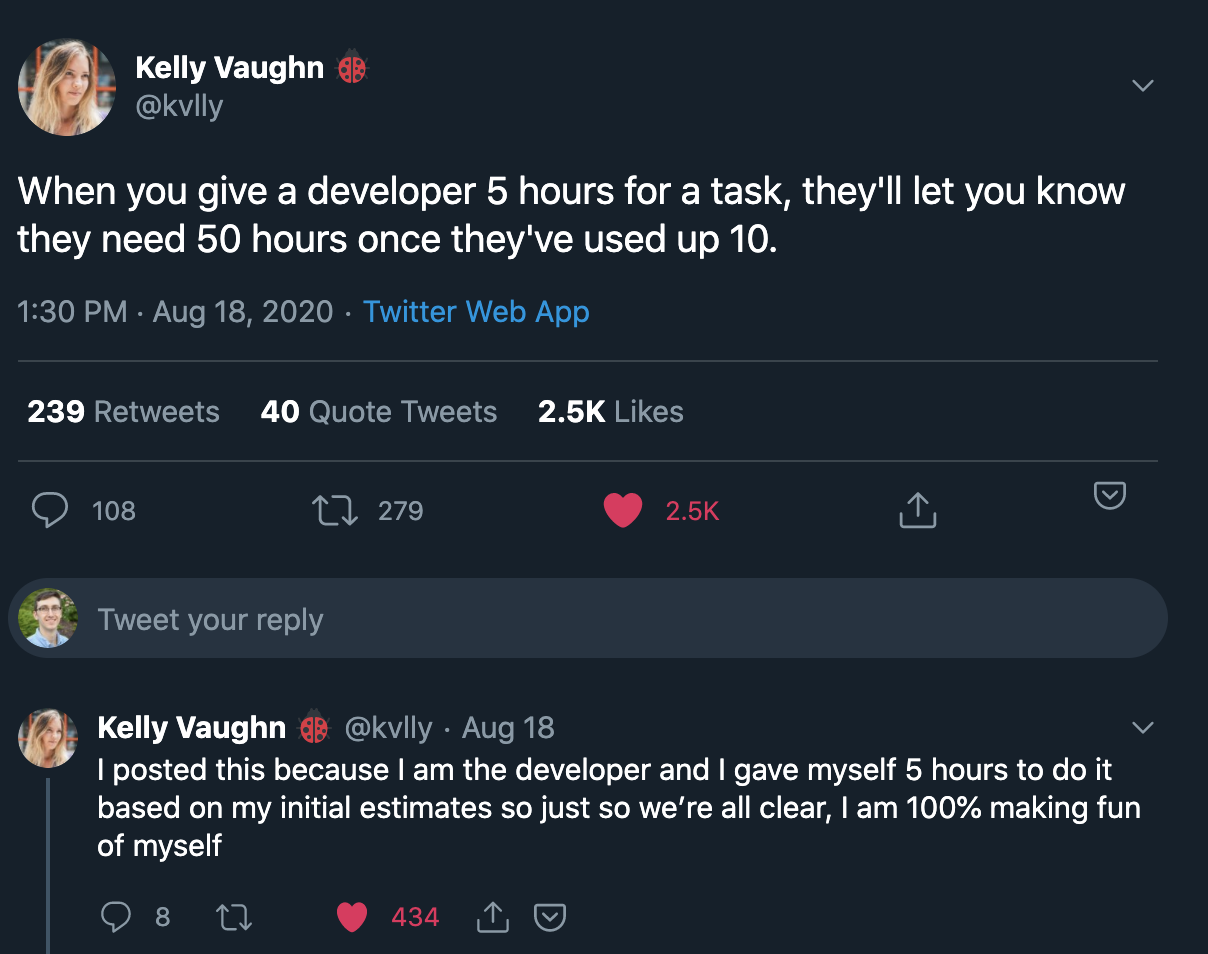 Kelly Vaughn 🐞
@kvlly
When you give a developer 5 hours for a task, they'll let you know
they need 50 hours once they've used up 10.
1:30 PM · Aug 18, 2020 · Twitter Web App
239 Retweets 40 Quote Tweets 2.5K Likes
108 279 2.5K
Tweet your reply
Kelly Vaughn 🐞 @kvlly · Aug 18
I posted this because I am the developer and I gave myself 5 hours to do it
based on my initial estimates so just so we’re all clear, I am 100% making fun
of myself
8 434